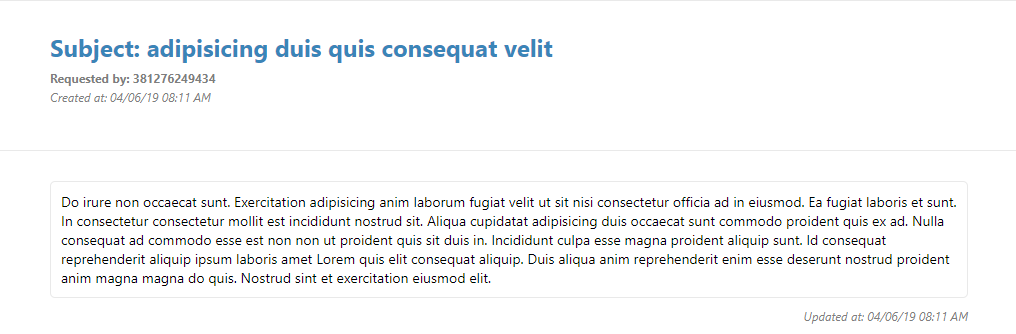 Subject: adipisicing duis quis consequat velit
Requested by: 381276249434
Created at: 04/06/19 08:11 AM
Do irure non occaecat sunt. Exercitation adipisicing anim laborum fugiat velit ut sit nisi consectetur officia ad in eiusmod. Ea fugiat laboris et sunt.
In consectetur consectetur mollit est incididunt nostrud sit. Aliqua cupidatat adipisicing duis occaecat sunt commodo proident quis ex ad. Nulla
consequat ad commodo esse est non non ut proident quis sit duis in. Incididunt culpa esse magna proident aliquip sunt. Id consequat
reprehenderit aliquip ipsum laboris amet Lorem quis elit consequat aliquip. Duis aliqua anim reprehenderit enim esse deserunt nostrud proident
anim magna magna do quis. Nostrud sint et exercitation eiusmod elit.
Updated at: 04/06/19 08:11 AM